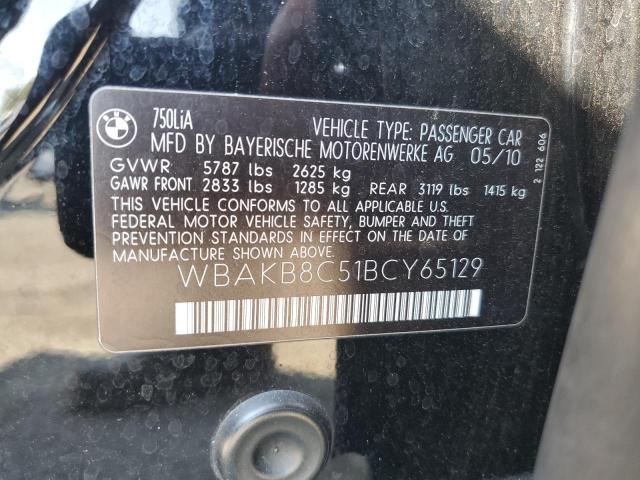 BMW
750LiA VEHICLE TYPE: PASSENGER CAR
MFD BY BAYERISCHE MOTORENWERKE AG 05/10
GVWR 5787 lbs 2625 kg
GAWR FRONT 2833 lbs 1285 kg REAR 3119 lbs 1415 kg
THIS VEHICLE CONFORMS TO ALL APPLICABLE U.S.
FEDERAL MOTOR VEHICLE SAFETY, BUMPER AND THEFT
PREVENTION STANDARDS IN EFFECT ON THE DATE OF
MANUFACTURE SHOWN ABOVE.
WBAKB8C51BCY65129
2 122 606